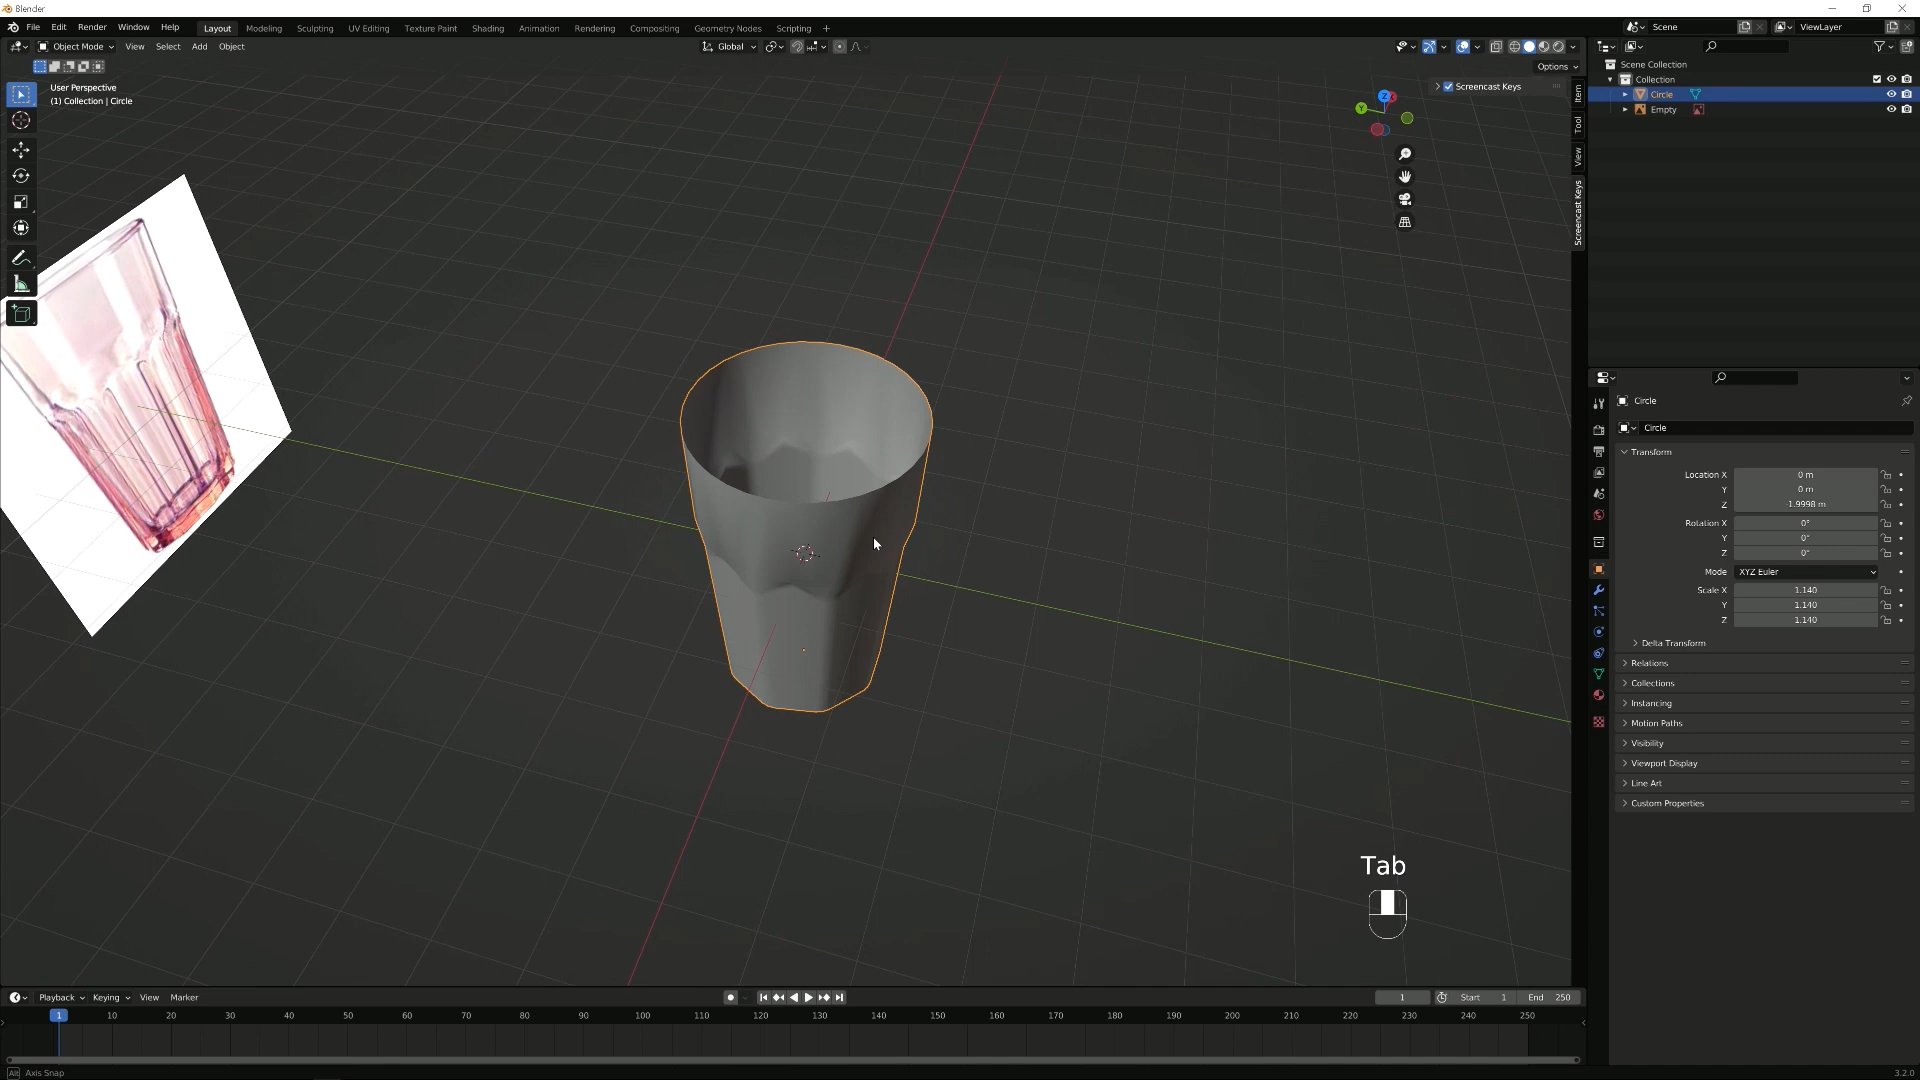 Blender
File Edit Render Window Help Layout Modeling Sculpting UV Editing Texture Paint Shading Animation Rendering Compositing Geometry Nodes Scripting + Scene ViewLayer
Object Mode View Select Add Object Global
Options
User Perspective
(1) Collection | Circle
Screencast Keys
Item
Tool
View
Screencast Keys
Z
Y
Scene Collection
Collection
Circle
Empty
Circle
Circle
Transform
Location X 0 m
Y 0 m
Z -1.9998 m
Rotation X 0°
Y 0°
Z 0°
Mode XYZ Euler
Scale X 1.140
Y 1.140
Z 1.140
Delta Transform
Relations
Collections
Instancing
Motion Paths
Visibility
Viewport Display
Line Art
Custom Properties
Tab
Playback Keying View Marker 1 Start 1 End 250
1 10 20 30 40 50 60 70 80 90 100 110 120 130 140 150 160 170 180 190 200 210 220 230 240 250
Alt Axis Snap 3.2.0